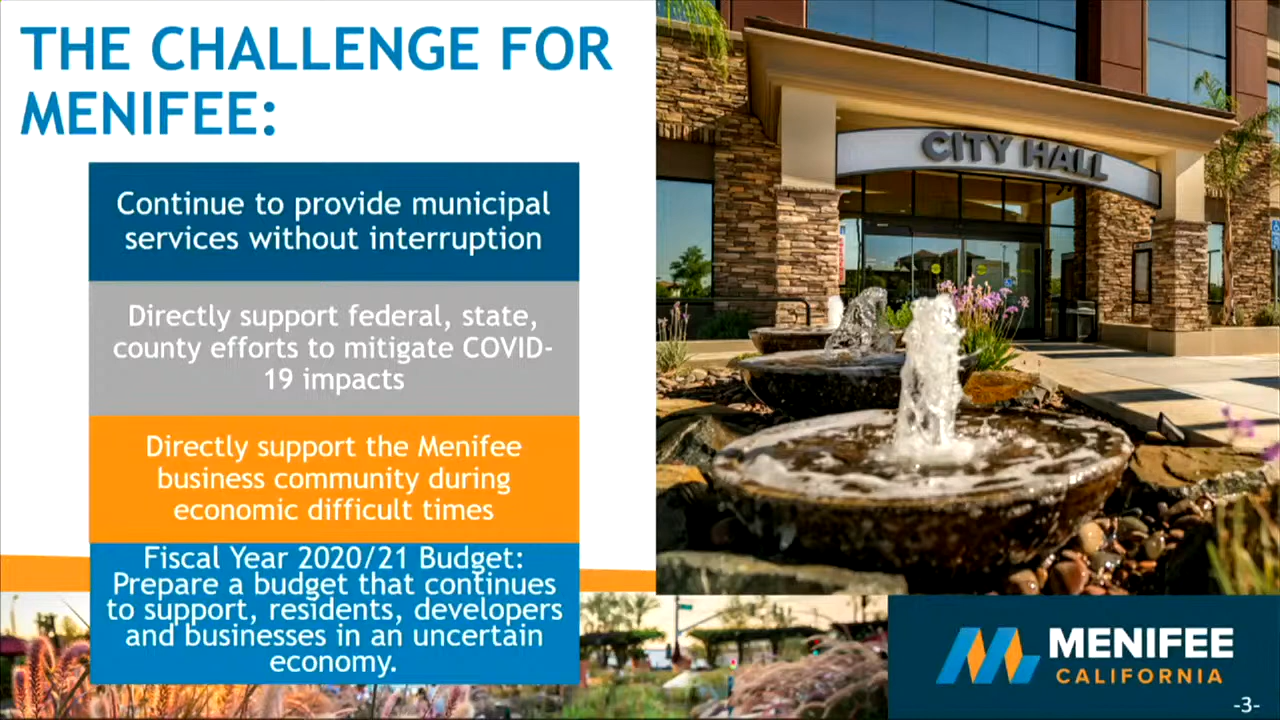 THE CHALLENGE FOR
MENIFEE:
Continue to provide municipal
services without interruption
Directly support federal, state,
county efforts to mitigate COVID-
19 impacts
Directly support the Menifee
business community during
economic difficult times
Fiscal Year 2020/21 Budget:
Prepare a budget that continues
to support, residents, developers
and businesses in an uncertain
economy.
CITY HALL
MENIFEE
CALIFORNIA
-3-